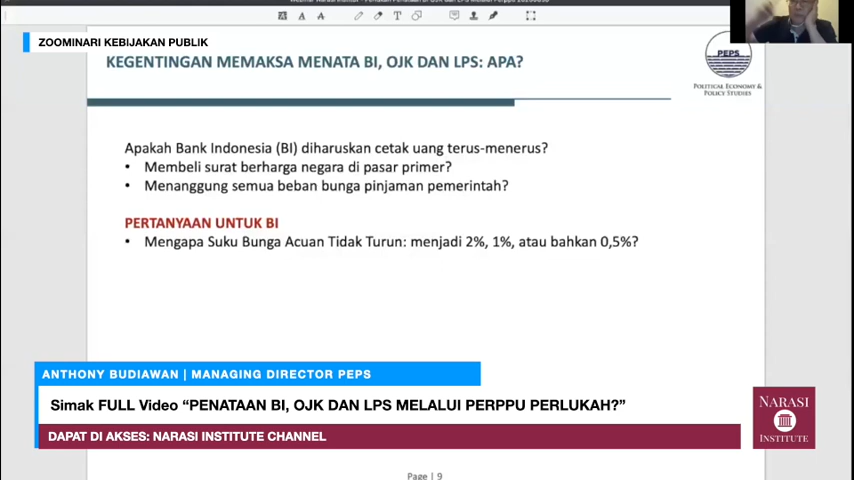 ZOOMINARI KEBIJAKAN PUBLIK
KEGENTINGAN MEMAKSA MENATA BI, OJK DAN LPS: APA?
PEPS
POLITICAL ECONOMY &
POLICY STUDIES
Apakah Bank Indonesia (BI) diharuskan cetak uang terus-menerus?
• Membeli surat berharga negara di pasar primer?
• Menanggung semua beban bunga pinjaman pemerintah?
PERTANYAAN UNTUK BI
• Mengapa Suku Bunga Acuan Tidak Turun: menjadi 2%, 1%, atau bahkan 0,5%?
ANTHONY BUDIAWAN | MANAGING DIRECTOR PEPS
Simak FULL Video “PENATAAN BI, OJK DAN LPS MELALUI PERPPU PERLUKAH?”
DAPAT DI AKSES: NARASI INSTITUTE CHANNEL
NARASI
INSTITUTE
Page | 9